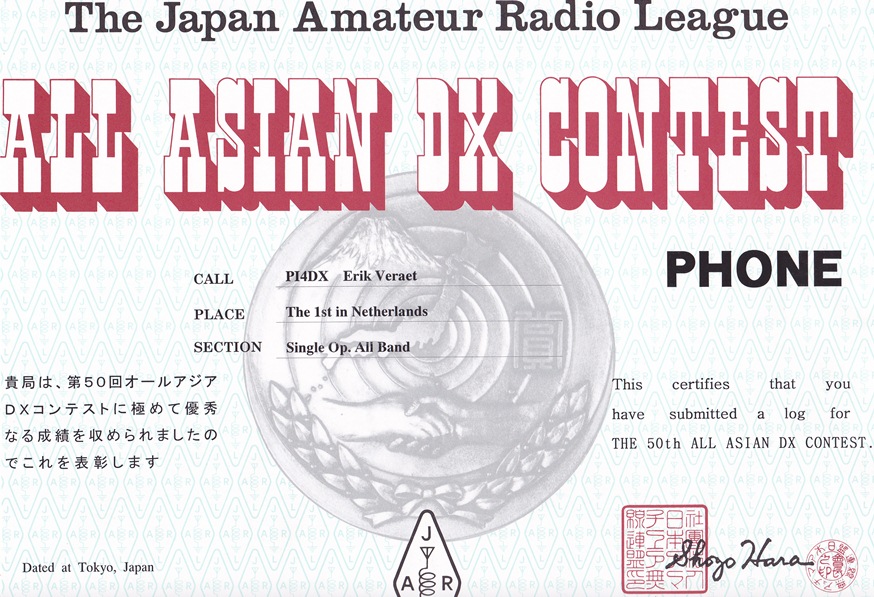 The Japan Amateur Radio League
ALL ASIAN DX CONTEST
PHONE
CALL PI4DX Erik Veraet
PLACE The 1st in Netherlands
SECTION Single Op. All Band
賞
貴局は、第50回オールアジア
DXコンテストに極めて優秀
なる成績を収められましたの
でこれを表彰します
This certifies that you
have submitted a log for
THE 50th ALL ASIAN DX CONTEST.
Dated at Tokyo, Japan
J
A R
Shozo Hara